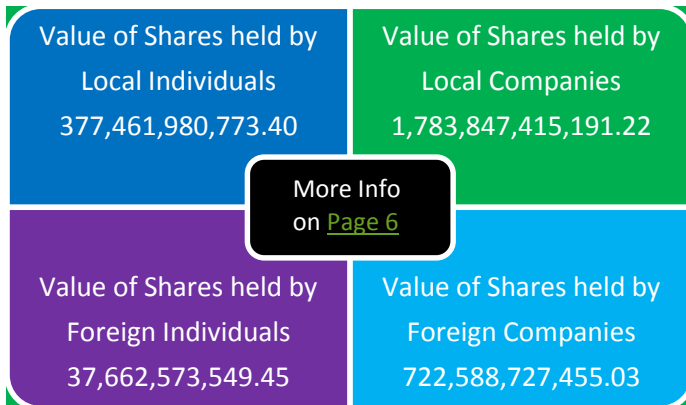 Value of Shares held by
Local Individuals
377,461,980,773.40
Value of Shares held by
Local Companies
1,783,847,415,191.22
More Info
on Page 6
Value of Shares held by
Foreign Individuals
37,662,573,549.45
Value of Shares held by
Foreign Companies
722,588,727,455.03